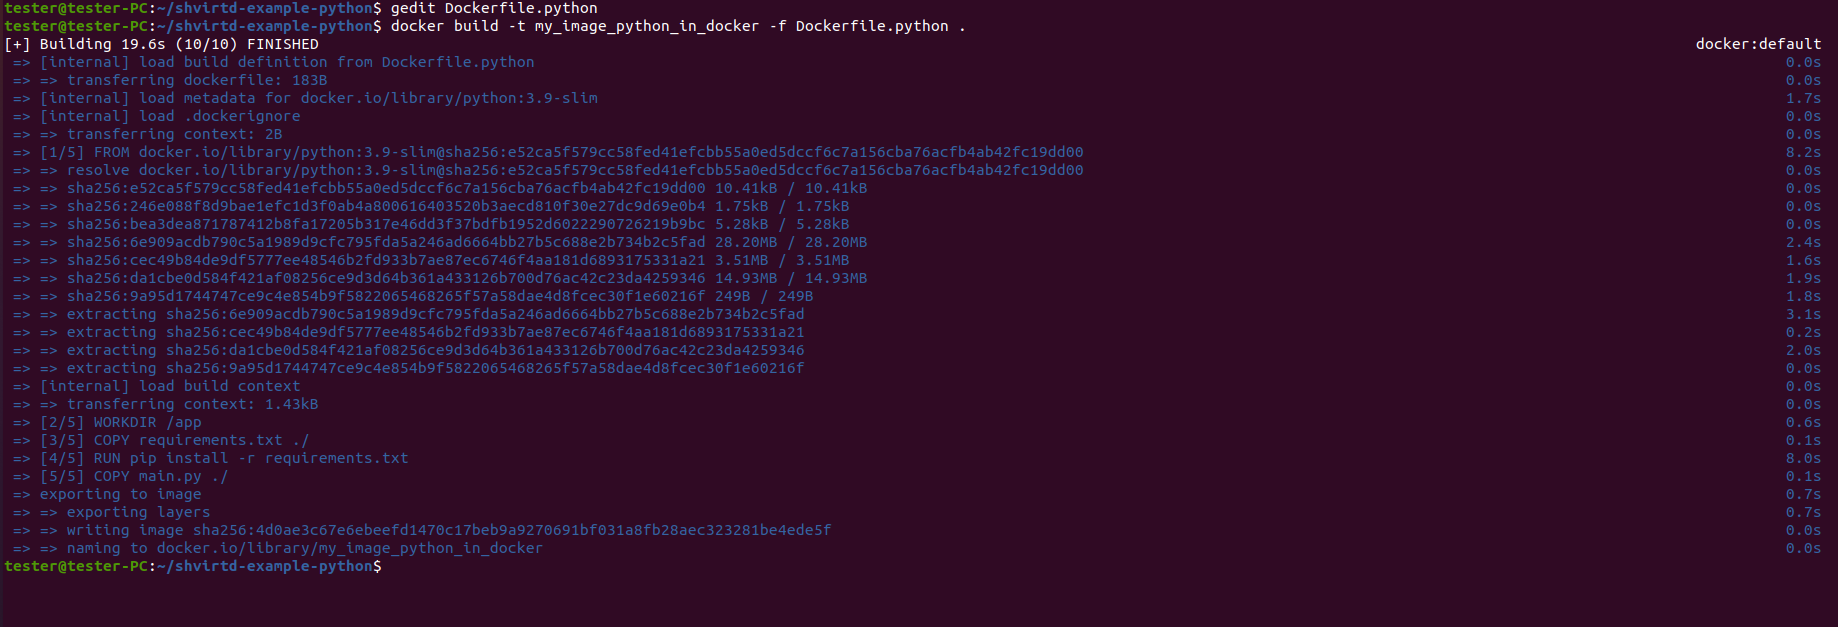 tester@tester-PC:~/shvirtd-example-python$ gedit Dockerfile.python
tester@tester-PC:~/shvirtd-example-python$ docker build -t my_image_python_in_docker -f Dockerfile.python .
[+] Building 19.6s (10/10) FINISHED docker:default
=> [internal] load build definition from Dockerfile.python 0.0s
=> => transferring dockerfile: 183B 0.0s
=> [internal] load metadata for docker.io/library/python:3.9-slim 1.7s
=> [internal] load .dockerignore 0.0s
=> => transferring context: 2B 0.0s
=> [1/5] FROM docker.io/library/python:3.9-slim@sha256:e52ca5f579cc58fed41efcbb55a0ed5dccf6c7a156cba76acfb4ab42fc19dd00 8.2s
=> => resolve docker.io/library/python:3.9-slim@sha256:e52ca5f579cc58fed41efcbb55a0ed5dccf6c7a156cba76acfb4ab42fc19dd00 0.0s
=> => sha256:e52ca5f579cc58fed41efcbb55a0ed5dccf6c7a156cba76acfb4ab42fc19dd00 10.41kB / 10.41kB 0.0s
=> => sha256:246e088f8d9bae1efc1d3f0ab4a800616403520b3aecd810f30e27dc9d69e0b4 1.75kB / 1.75kB 0.0s
=> => sha256:bea3dea871787412b8fa17205b317e46dd3f37bdfb1952d6022290726219b9bc 5.28kB / 5.28kB 0.0s
=> => sha256:6e909acdb790c5a1989d9cfc795fda5a246ad6664bb27b5c688e2b734b2c5fad 28.20MB / 28.20MB 2.4s
=> => sha256:cec49b84de9df5777ee48546b2fd933b7ae87ec6746f4aa181d6893175331a21 3.51MB / 3.51MB 1.6s
=> => sha256:da1cbe0d584f421af08256ce9d3d64b361a433126b700d76ac42c23da4259346 14.93MB / 14.93MB 1.9s
=> => sha256:9a95d1744747ce9c4e854b9f5822065468265f57a58dae4d8fcec30f1e60216f 249B / 249B 1.8s
=> => extracting sha256:6e909acdb790c5a1989d9cfc795fda5a246ad6664bb27b5c688e2b734b2c5fad 3.1s
=> => extracting sha256:cec49b84de9df5777ee48546b2fd933b7ae87ec6746f4aa181d6893175331a21 0.2s
=> => extracting sha256:da1cbe0d584f421af08256ce9d3d64b361a433126b700d76ac42c23da4259346 2.0s
=> => extracting sha256:9a95d1744747ce9c4e854b9f5822065468265f57a58dae4d8fcec30f1e60216f 0.0s
=> [internal] load build context 0.0s
=> => transferring context: 1.43kB 0.0s
=> [2/5] WORKDIR /app 0.6s
=> [3/5] COPY requirements.txt ./ 0.1s
=> [4/5] RUN pip install -r requirements.txt 8.0s
=> [5/5] COPY main.py ./ 0.1s
=> exporting to image 0.7s
=> => exporting layers 0.7s
=> => writing image sha256:4d0ae3c67e6ebeefd1470c17beb9a9270691bf031a8fb28aec323281be4ede5f 0.0s
=> => naming to docker.io/library/my_image_python_in_docker 0.0s
tester@tester-PC:~/shvirtd-example-python$